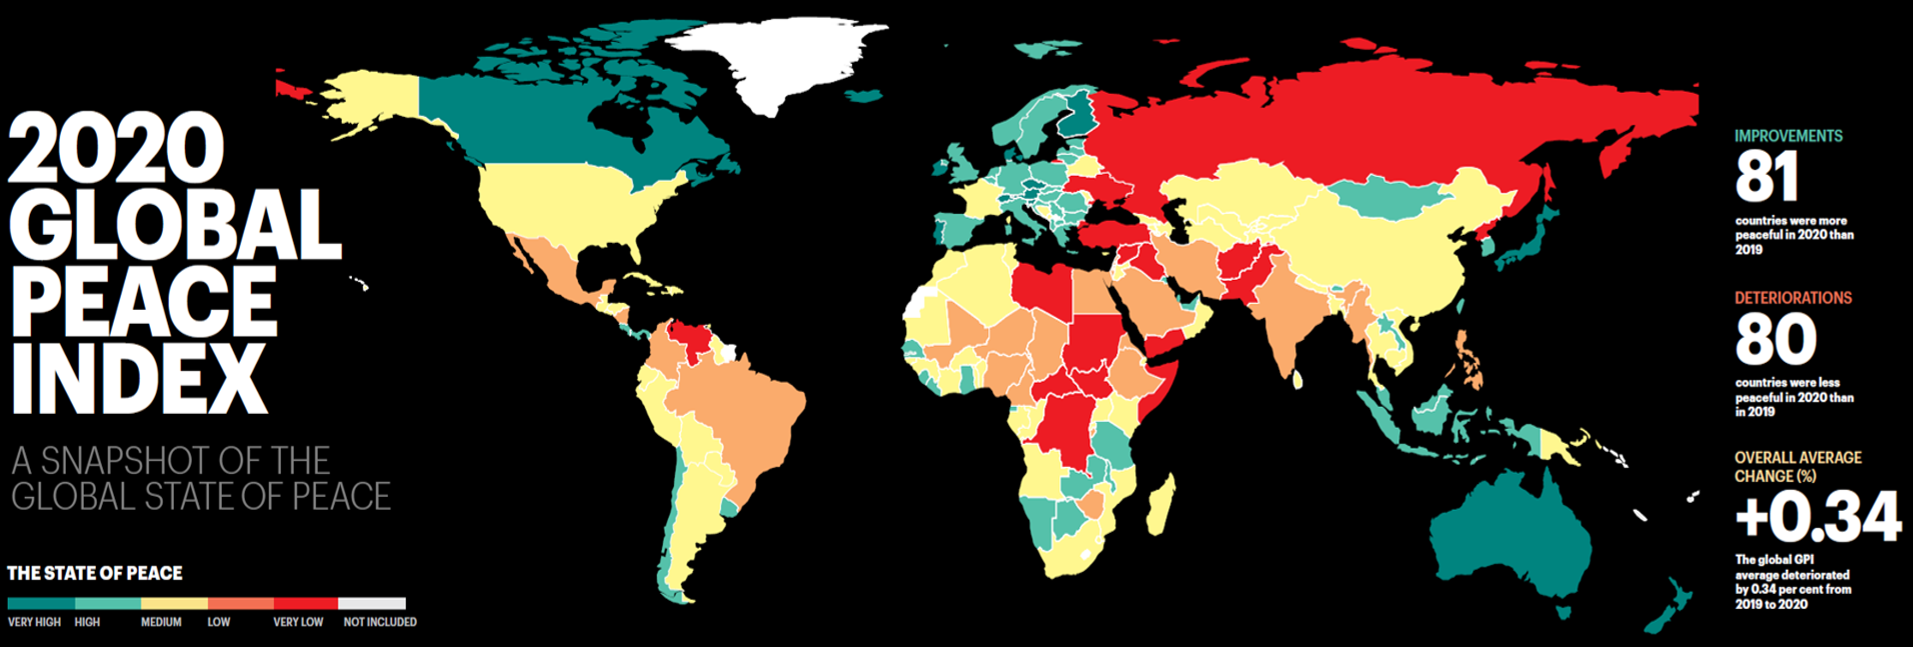 2020
GLOBAL
PEACE
INDEX
A SNAPSHOT OF THE
GLOBAL STATE OF PEACE
THE STATE OF PEACE
VERY HIGH HIGH MEDIUM LOW VERY LOW NOT INCLUDED
IMPROVEMENTS
81
countries were more
peaceful in 2020 than
2019
DETERIORATIONS
80
countries were less
peaceful in 2020 than
in 2019
OVERALL AVERAGE
CHANGE (%)
+0.34
The global GPI
average deteriorated
by 0.34 per cent from
2019 to 2020